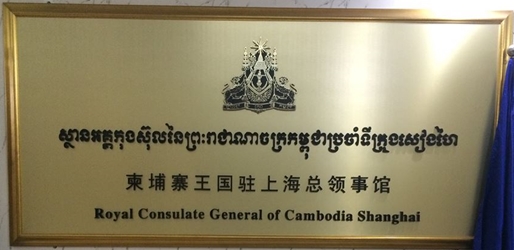 ស្ថានអគ្គកុងស៊ុលនៃព្រះរាជាណាចក្រកម្ពុជាប្រចាំទីក្រុងសៀងហៃ
柬埔寨王国驻上海总领事馆
Royal Consulate General of Cambodia Shanghai